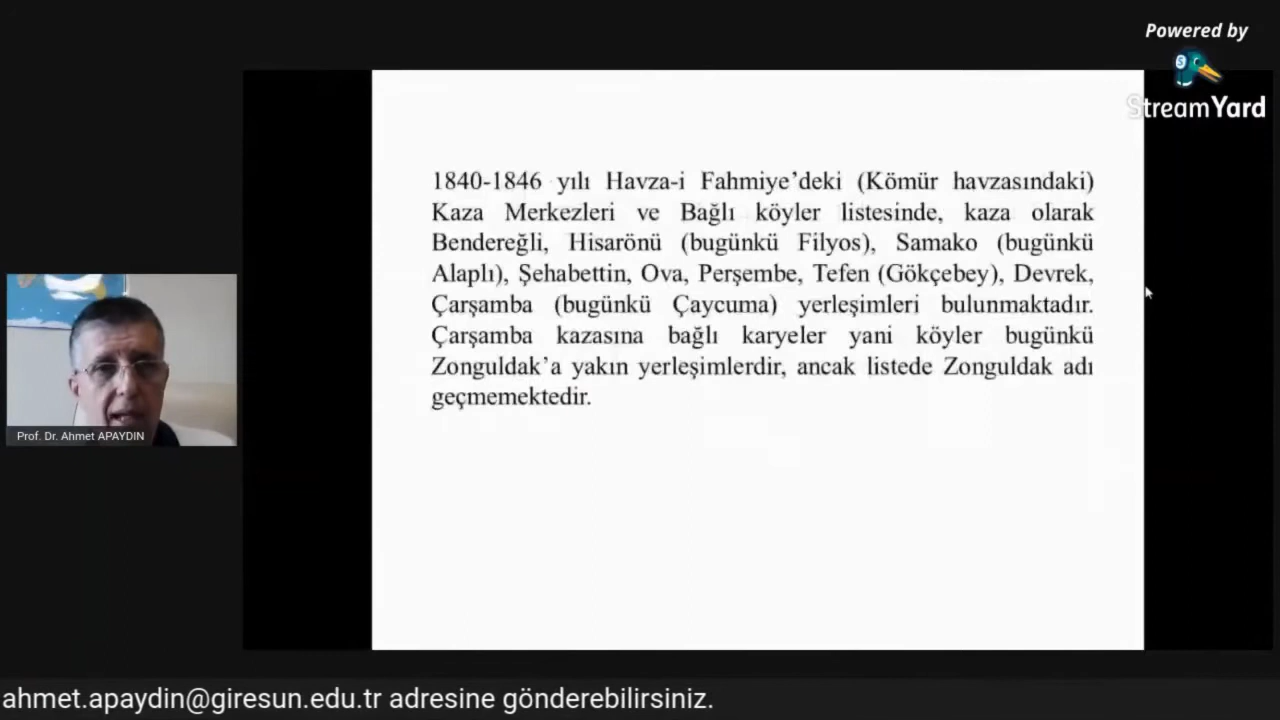 Powered by
StreamYard
1840-1846 yılı Havza-i Fahmiye’deki (Kömür havzasındaki)
Kaza Merkezleri ve Bağlı köyler listesinde, kaza olarak
Bendereğli, Hisarönü (bugünkü Filyos), Samako (bugünkü
Alaplı), Şehabettin, Ova, Perşembe, Tefen (Gökçebey), Devrek,
Çarşamba (bugünkü Çaycuma) yerleşimleri bulunmaktadır.
Çarşamba kazasına bağlı karyeler yani köyler bugünkü
Zonguldak’a yakın yerleşimlerdir, ancak listede Zonguldak adı
geçmemektedir.
Prof. Dr. Ahmet APAYDIN
ahmet.apaydin@giresun.edu.tr adresine gönderebilirsiniz.